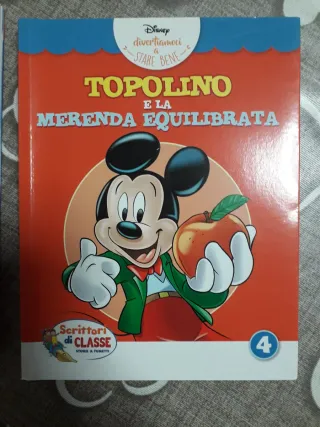 Disney
divertiamoci a
STARE BENE
TOPOLINO
E LA
MERENDA EQUILIBRATA
Scrittori
di CLASSE
4